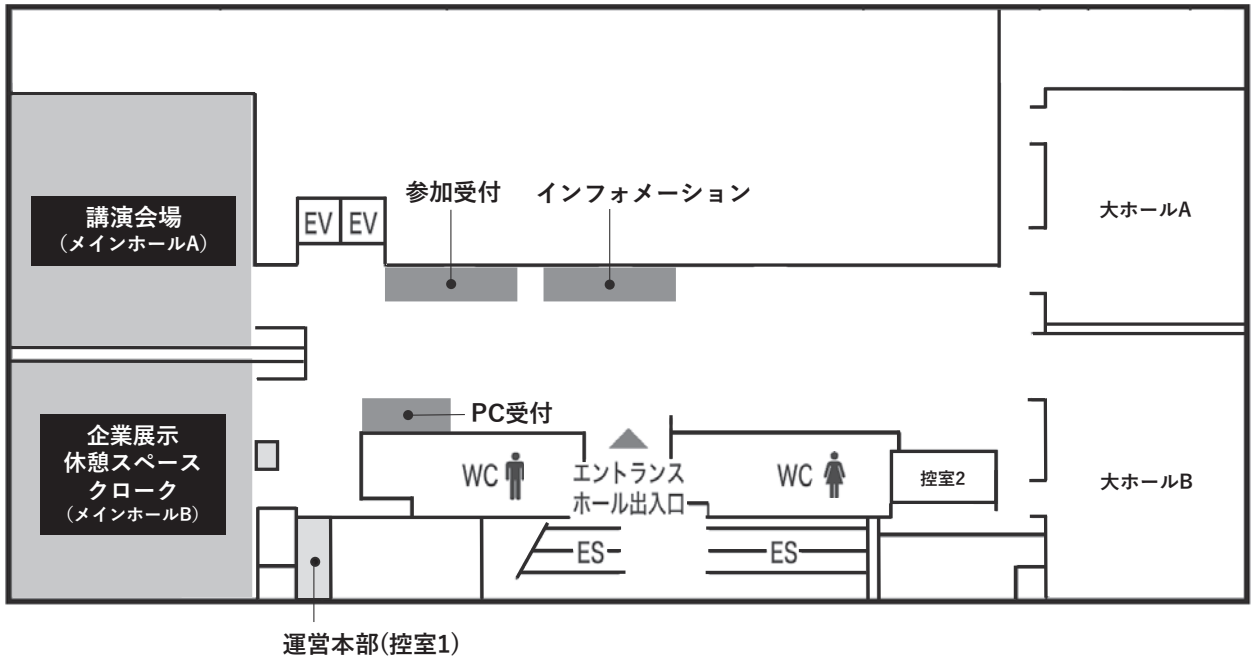 参加受付
インフォメーション
講演会場
(メインホールA)
EV
EV
大ホールA
PC受付
企業展示
休憩スペース
クローク
(メインホールB)
WC
エントランス
ホール出入口
WC
控室2
大ホールB
ES
ES
運営本部(控室1)